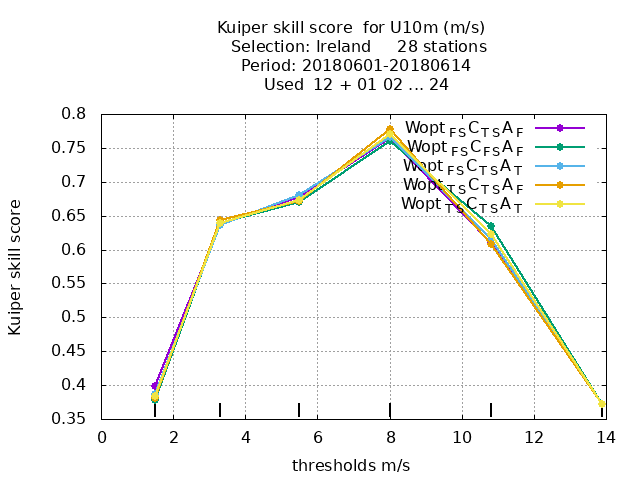 Kuiper skill score  for U10m (m/s)
Selection: Ireland     28 stations
Period: 20180601-20180614
Used  12 + 01 02 ... 24
Kuiper skill score
0.8
0.75
0.7
0.65
0.6
0.55
0.5
0.45
0.4
0.35
Wopt FS C TS A F
Wopt FS C FS A F
Wopt FS C TS A T
Wopt TS C TS A F
Wopt TS C TS A T
0 2 4 6 8 10 12 14
thresholds m/s